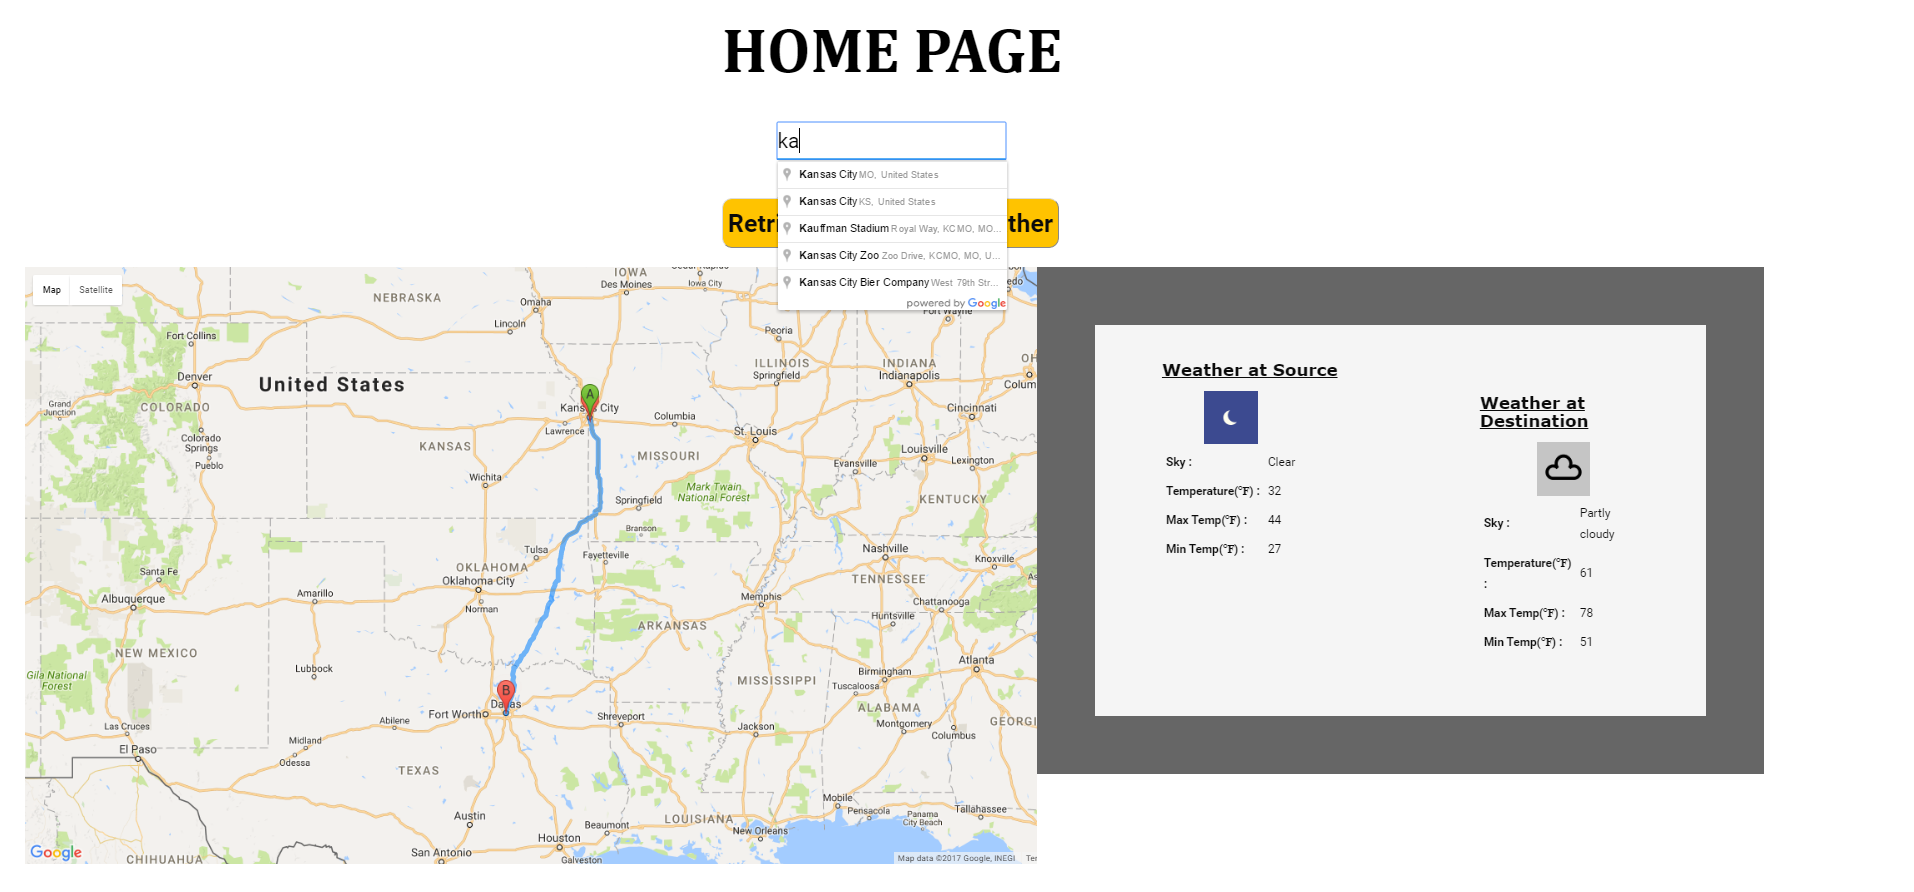 HOME PAGE
ka
Kansas City MO, United States
Kansas City KS, United States
Kauffman Stadium Royal Way, KCMO, MO...
Kansas City Zoo Zoo Drive, KCMO, MO, U...
Kansas City Bier Company West 79th Str...
powered by Google
Retri
ther
Map Satellite
NEBRASKA
IOWA
Des Moines
Iowa City
Omaha
Lincoln
Peoria
Fort Wayne
Fort Collins
ILLINOIS
Springfield
INDIANA
Indianapolis
OH
Colum
United States
Denver
COLORADO
Grand
Junction
Kansas City
Columbia
Cincinnati
Lawrence
St. Louis
Colorado
Springs
Pueblo
KANSAS
MISSOURI
Louisville
Evansville
Lexington
Wichita
Mark Twain
National Forest
Springfield
KENTUCKY
Branson
Tulsa
Fayetteville
Nashville
Knoxville
Santa Fe
OKLAHOMA
Oklahoma City
TENNESSEE
Albuquerque
Amarillo
Norman
Memphis
Chattanooga
Huntsville
ARKANSAS
NEW MEXICO
Lubbock
Atlanta
Gila National
Forest
Birmingham
Tuscaloosa
MISSISSIPPI
Dallas
Fort Worth
ALABAMA
Abilene
Shreveport
Jackson
Montgomery
Columbus
GEORGI
Las Cruces
El Paso
Midland
Odessa
TEXAS
Mobile
Pensacola
Panama
City Beach
Tallahassee
Austin
LOUISIANA
Beaumont
New Orleans
Houston
San Antonio
Galveston
CHIHUAHUA
A
B
Google
Map data ©2017 Google, INEGI Ter
Weather at Source
Sky : Clear
Temperature(°F) : 32
Max Temp(°F) : 44
Min Temp(°F) : 27
Weather at
Destination
Sky : Partly
cloudy
Temperature(°F)
: 61
Max Temp(°F) : 78
Min Temp(°F) : 51